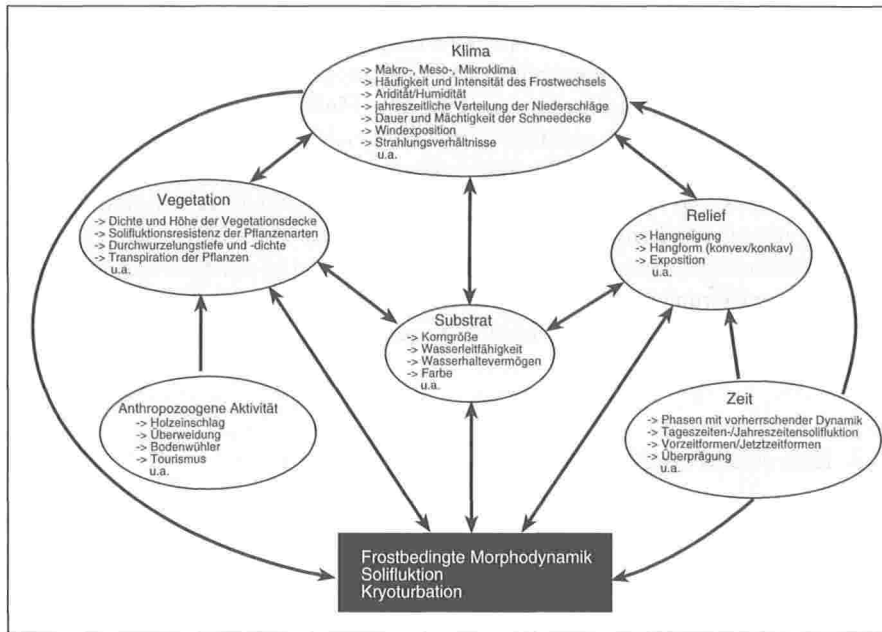 Klima
-> Makro-, Meso-, Mikroklima
-> Häufigkeit und Intensität des Frostwechsels
-> Aridität/Humidität
-> jahreszeitliche Verteilung der Niederschläge
-> Dauer und Mächtigkeit der Schneedecke
-> Windexposition
-> Strahlungsverhältnisse
u.a.
Vegetation
-> Dichte und Höhe der Vegetationsdecke
-> Solifluktionsresistenz der Pflanzenarten
-> Durchwurzelungstiefe und -dichte
-> Transpiration der Pflanzen
u.a.
Relief
-> Hangneigung
-> Hangform (konvex/konkav)
-> Exposition
u.a.
Substrat
-> Korngröße
-> Wasserleitfähigkeit
-> Wasserhaltevermögen
-> Farbe
u.a.
Anthropozoogene Aktivität
-> Holzeinschlag
-> Überweidung
-> Bodenwühler
-> Tourismus
u.a.
Zeit
-> Phasen mit vorherrschender Dynamik
-> Tageszeiten-/Jahreszeitensolifluktion
-> Vorzeitformen/Jetztzeitformen
-> Überprägung
u.a.
Frostbedingte Morphodynamik
Solifluktion
Kryoturbation